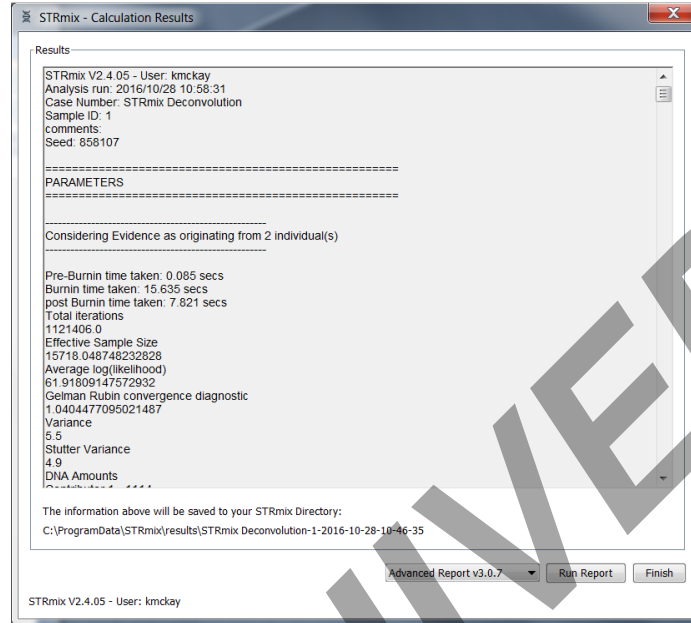 STRmix - Calculation Results
Results
STRmix V2.4.05 - User: kmckay
Analysis run: 2016/10/28 10:58:31
Case Number: STRmix Deconvolution
Sample ID: 1
comments:
Seed: 858107
=====================================================
PARAMETERS
=====================================================
-----------------------------------------------------
Considering Evidence as originating from 2 individual(s)
-----------------------------------------------------
Pre-Burnin time taken: 0.085 secs
Burnin time taken: 15.635 secs
post Burnin time taken: 7.821 secs
Total iterations
1121406.0
Effective Sample Size
15718.048748232828
Average log(likelihood)
61.91809147572932
Gelman Rubin convergence diagnostic
1.0404477095021487
Variance
5.5
Stutter Variance
4.9
DNA Amounts
The information above will be saved to your STRmix Directory:
C:\ProgramData\STRmix\results\STRmix Deconvolution-1-2016-10-28-10-46-35
Advanced Report v3.0.7 Run Report Finish
STRmix V2.4.05 - User: kmckay